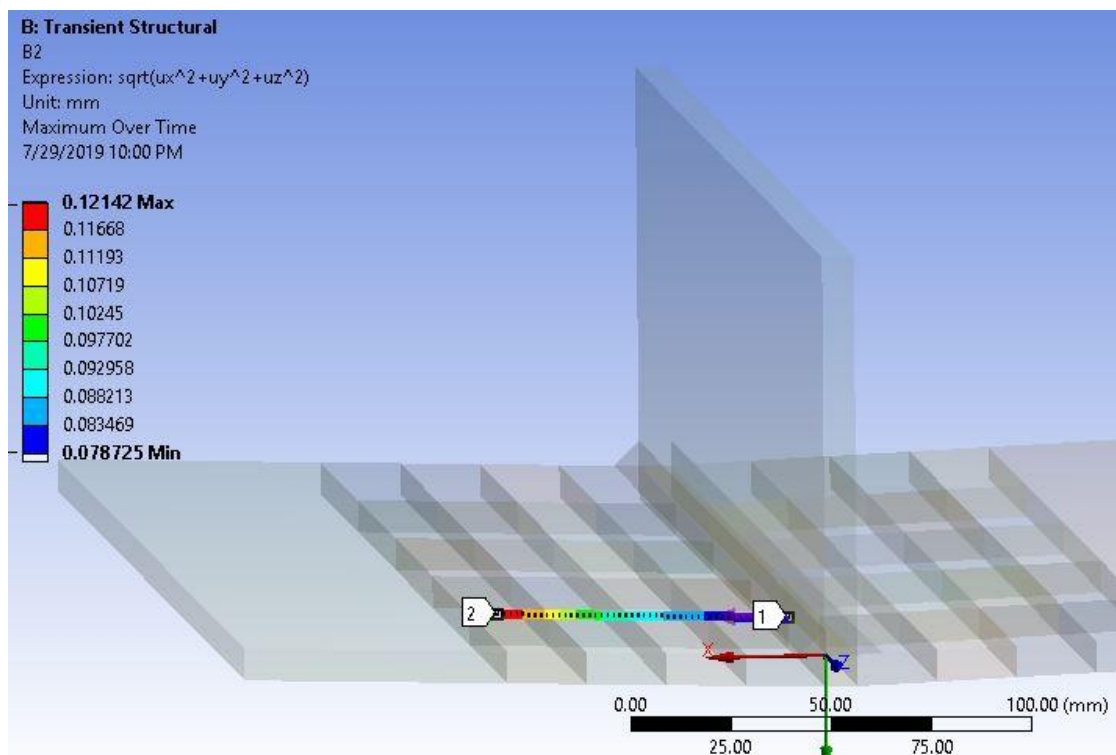 B: Transient Structural
B2
Expression: sqrt(ux^2+uy^2+uz^2)
Unit: mm
Maximum Over Time
7/29/2019 10:00 PM
0.12142 Max
0.11668
0.11193
0.10719
0.10245
0.097702
0.092958
0.088213
0.083469
0.078725 Min
2
1
X
Z
0.00
50.00
100.00 (mm)
25.00
75.00